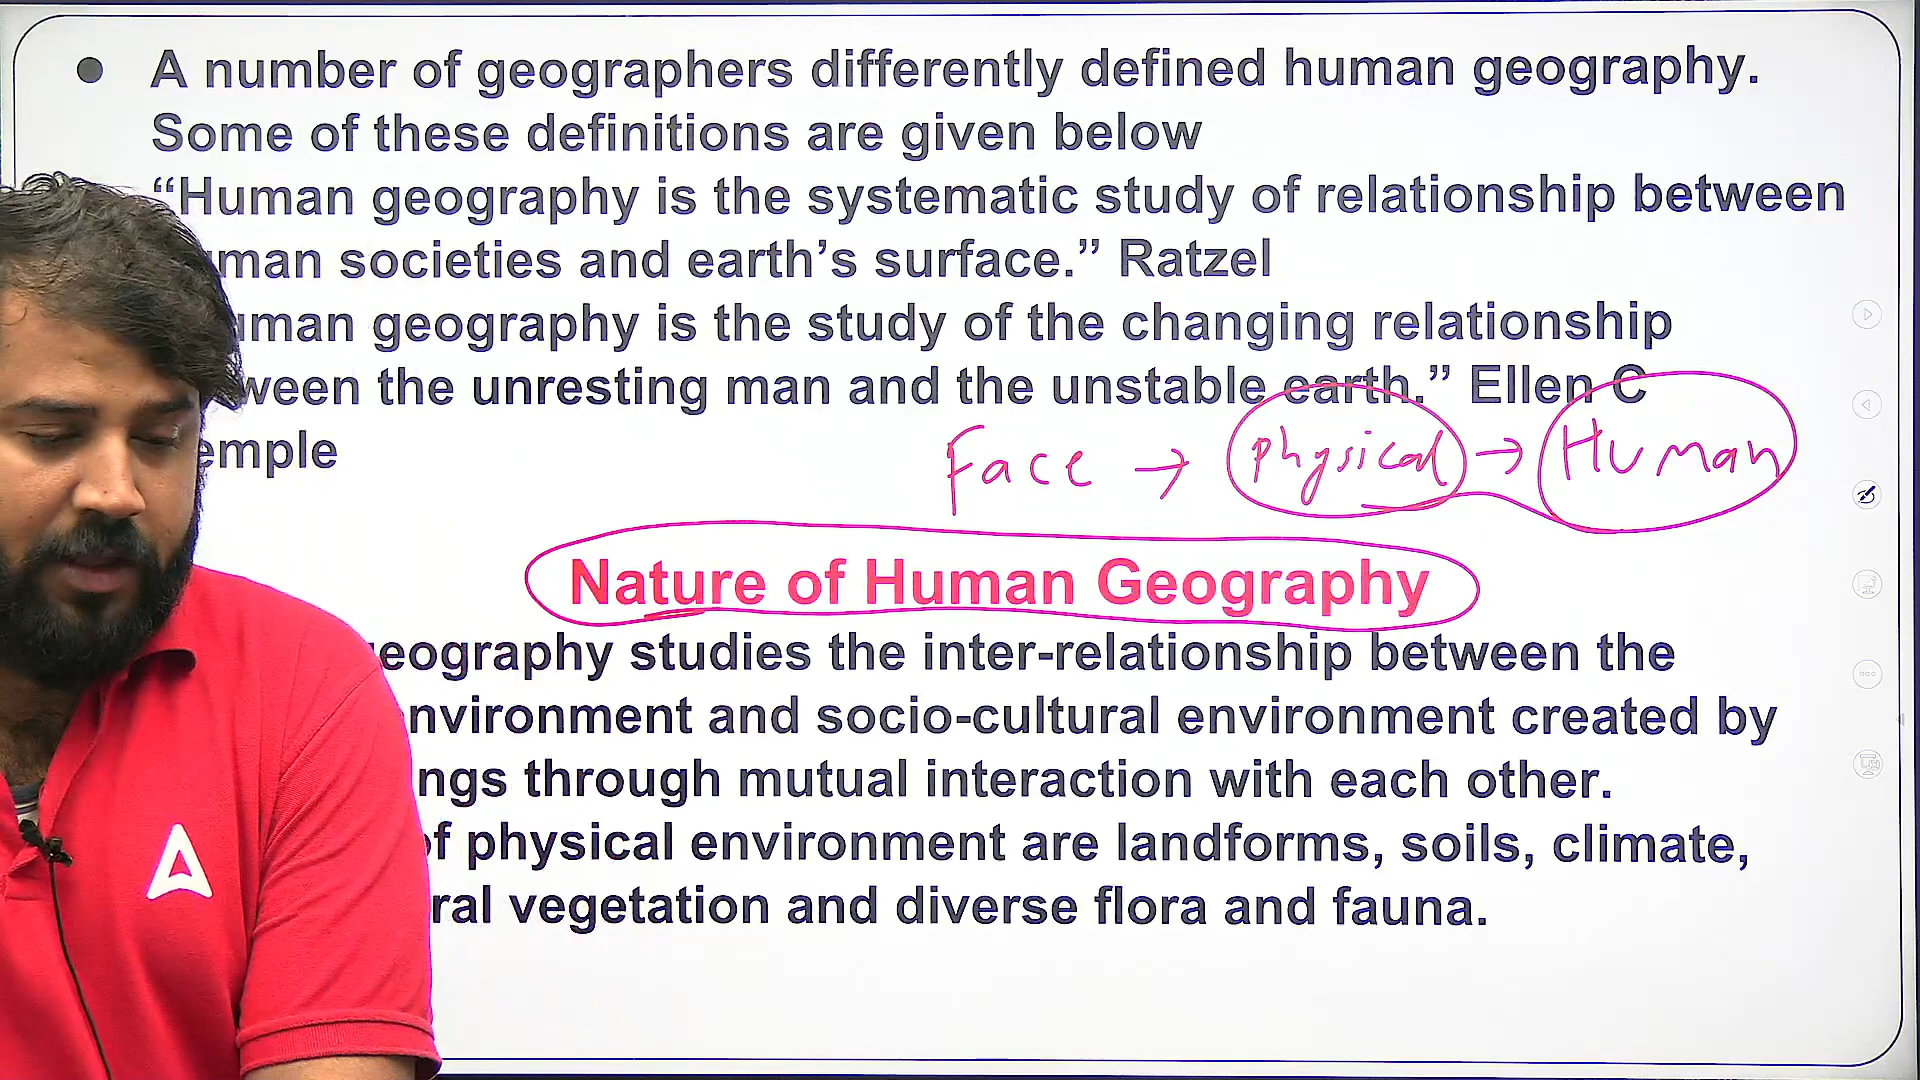 A number of geographers differently defined human geography.
Some of these definitions are given below
“Human geography is the systematic study of relationship between
man societies and earth’s surface.” Ratzel
man geography is the study of the changing relationship
ween the unresting man and the unstable earth.” Ellen C
emple
Face → Physical → Human
Nature of Human Geography
eography studies the inter-relationship between the
nvironment and socio-cultural environment created by
ngs through mutual interaction with each other.
of physical environment are landforms, soils, climate,
ral vegetation and diverse flora and fauna.